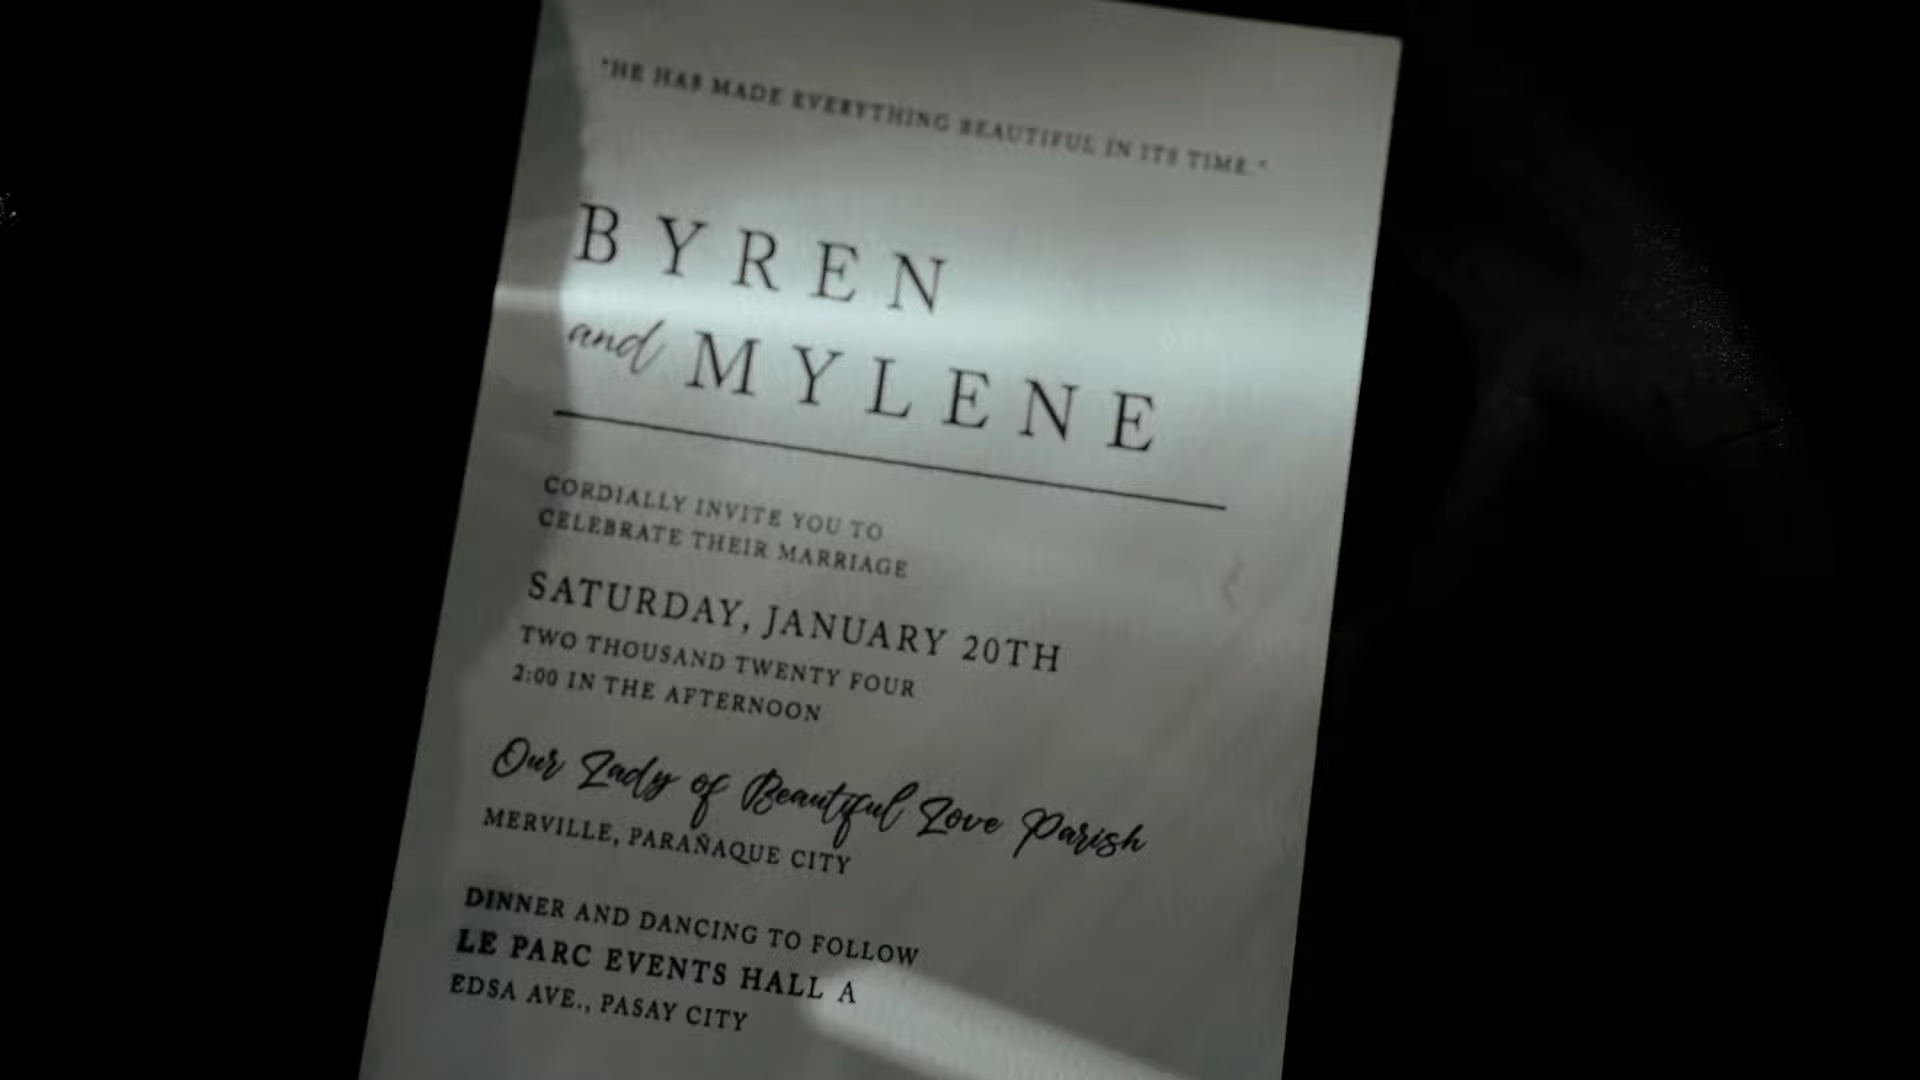 "HE HAS MADE EVERYTHING BEAUTIFUL IN ITS TIME."
BYREN
and MYLENE
CORDIALLY INVITE YOU TO
CELEBRATE THEIR MARRIAGE
SATURDAY, JANUARY 20TH
TWO THOUSAND TWENTY FOUR
2:00 IN THE AFTERNOON
Our Lady of Beautiful Love Parish
MERVILLE, PARAÑAQUE CITY
DINNER AND DANCING TO FOLLOW
LE PARC EVENTS HALL A
EDSA AVE., PASAY CITY